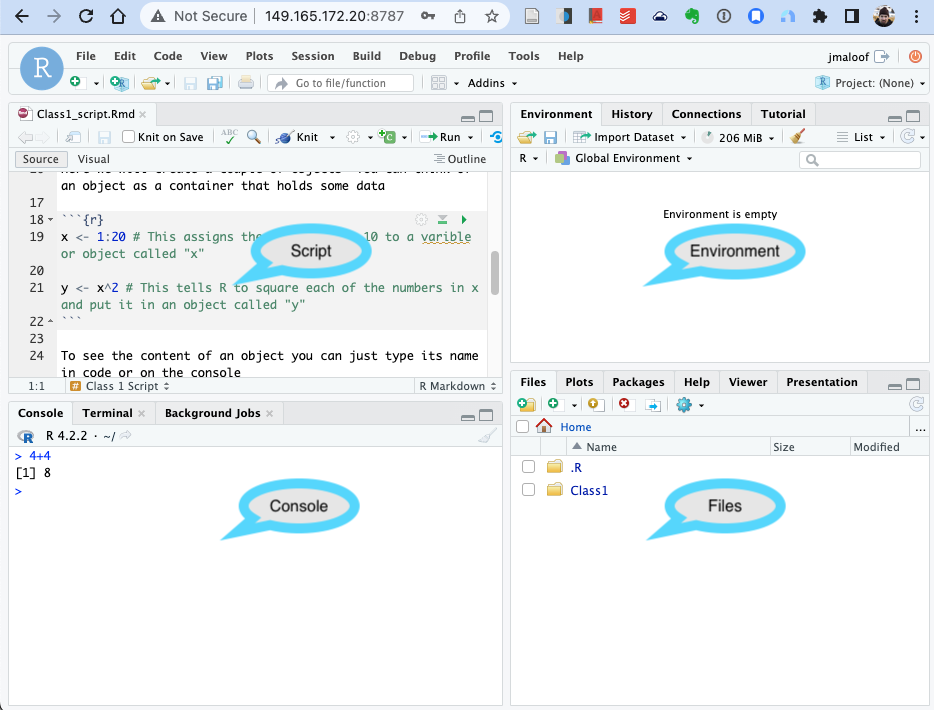 Not Secure 149.165.172.20:8787
R File Edit Code View Plots Session Build Debug Profile Tools Help jmaloof
Go to file/function Addins Project: (None)
Class1_script.Rmd
Knit on Save ABC Knit Run
Source Visual Outline
an object as a container that holds some data
17
18 ```{r}
19 x <- 1:20 # This assigns the 10 to a varible
or object called "x"
Script
20
21 y <- x^2 # This tells R to square each of the numbers in x
and put it in an object called "y"
22 ```
23
24 To see the content of an object you can just type its name
in code or on the console
1:1 # Class 1 Script R Markdown
Console Terminal Background Jobs
R R 4.2.2 · ~/
> 4+4
[1] 8
>
Console
Environment History Connections Tutorial
Import Dataset 206 MiB List
R Global Environment
Environment is empty
Environment
Files Plots Packages Help Viewer Presentation
Home ...
Name Size Modified
.R
Class1
Files